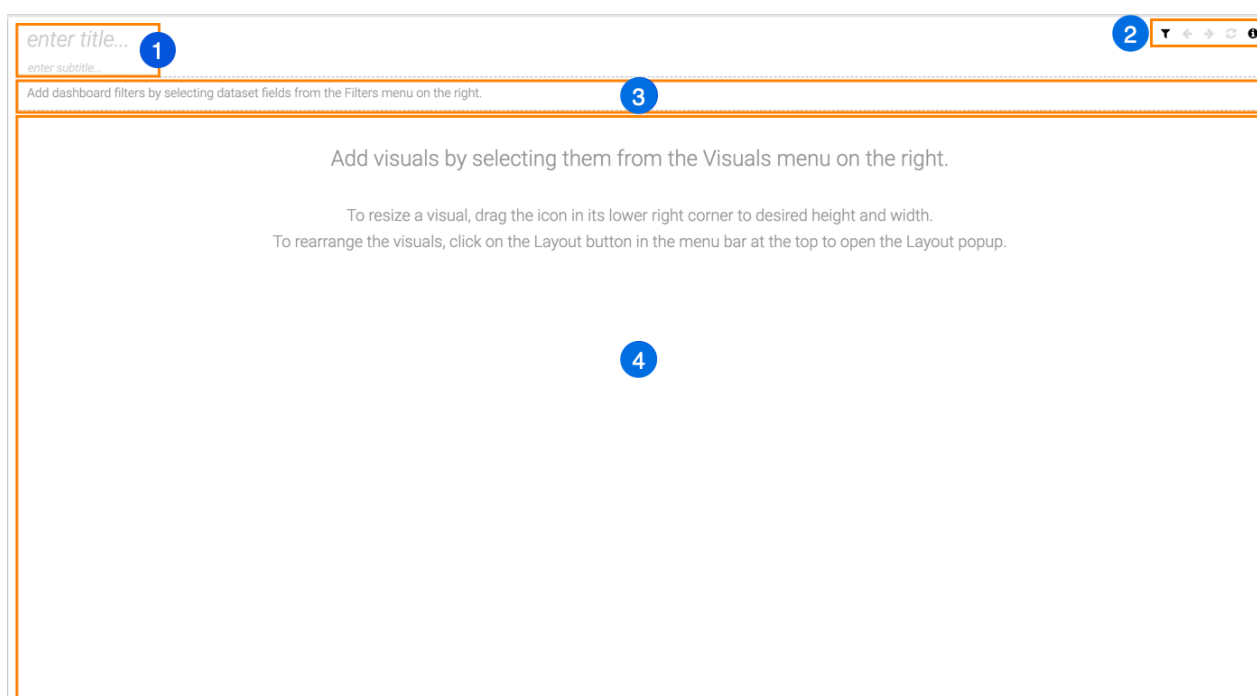 enter title...
1
2
enter subtitle...
Add dashboard filters by selecting dataset fields from the Filters menu on the right.
3
Add visuals by selecting them from the Visuals menu on the right.
To resize a visual, drag the icon in its lower right corner to desired height and width.
To rearrange the visuals, click on the Layout button in the menu bar at the top to open the Layout popup.
4